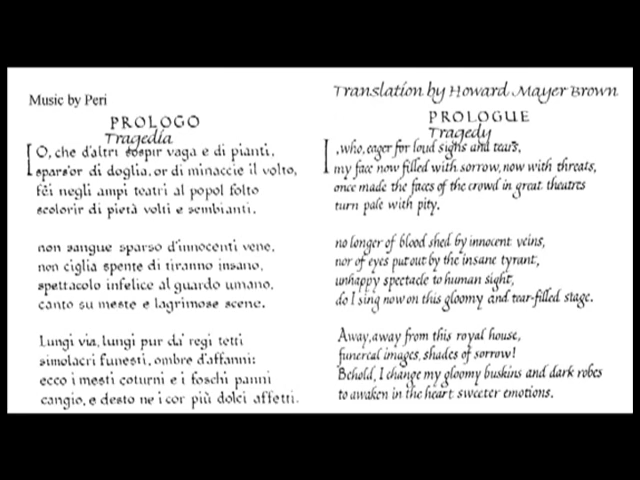 Music by Peri
PROLOGO
Tragedia
IO, che d'altri sospir vaga e di pianti,
spars'or di doglia, or di minaccie il volto,
fei negli ampi teatri al popol folto
scolorir di pietà volti e sembianti.
non sangue sparso d'innocenti vene,
non ciglia spente di tiranno insano,
spettacolo infelice al guardo umano,
canto su meste e lagrimose scene.
Lungi via, lungi pur da' regi tetti
simolacri funesti, ombre d'affanni:
ecco i mesti coturni e i foschi panni
cangio, e desto ne i cor più dolci affetti.
Translation by Howard Mayer Brown
PROLOGUE
Tragedy
I, who, eager for loud sighs and tears,
my face now filled with sorrow, now with threats,
once made the faces of the crowd in great theatres
turn pale with pity.
no longer of blood shed by innocent veins,
nor of eyes put out by the insane tyrant,
unhappy spectacle to human sight,
do I sing now on this gloomy and tear-filled stage.
Away, away from this royal house,
funereal images, shades of sorrow!
Behold, I change my gloomy buskins and dark robes
to awaken in the heart sweeter emotions.